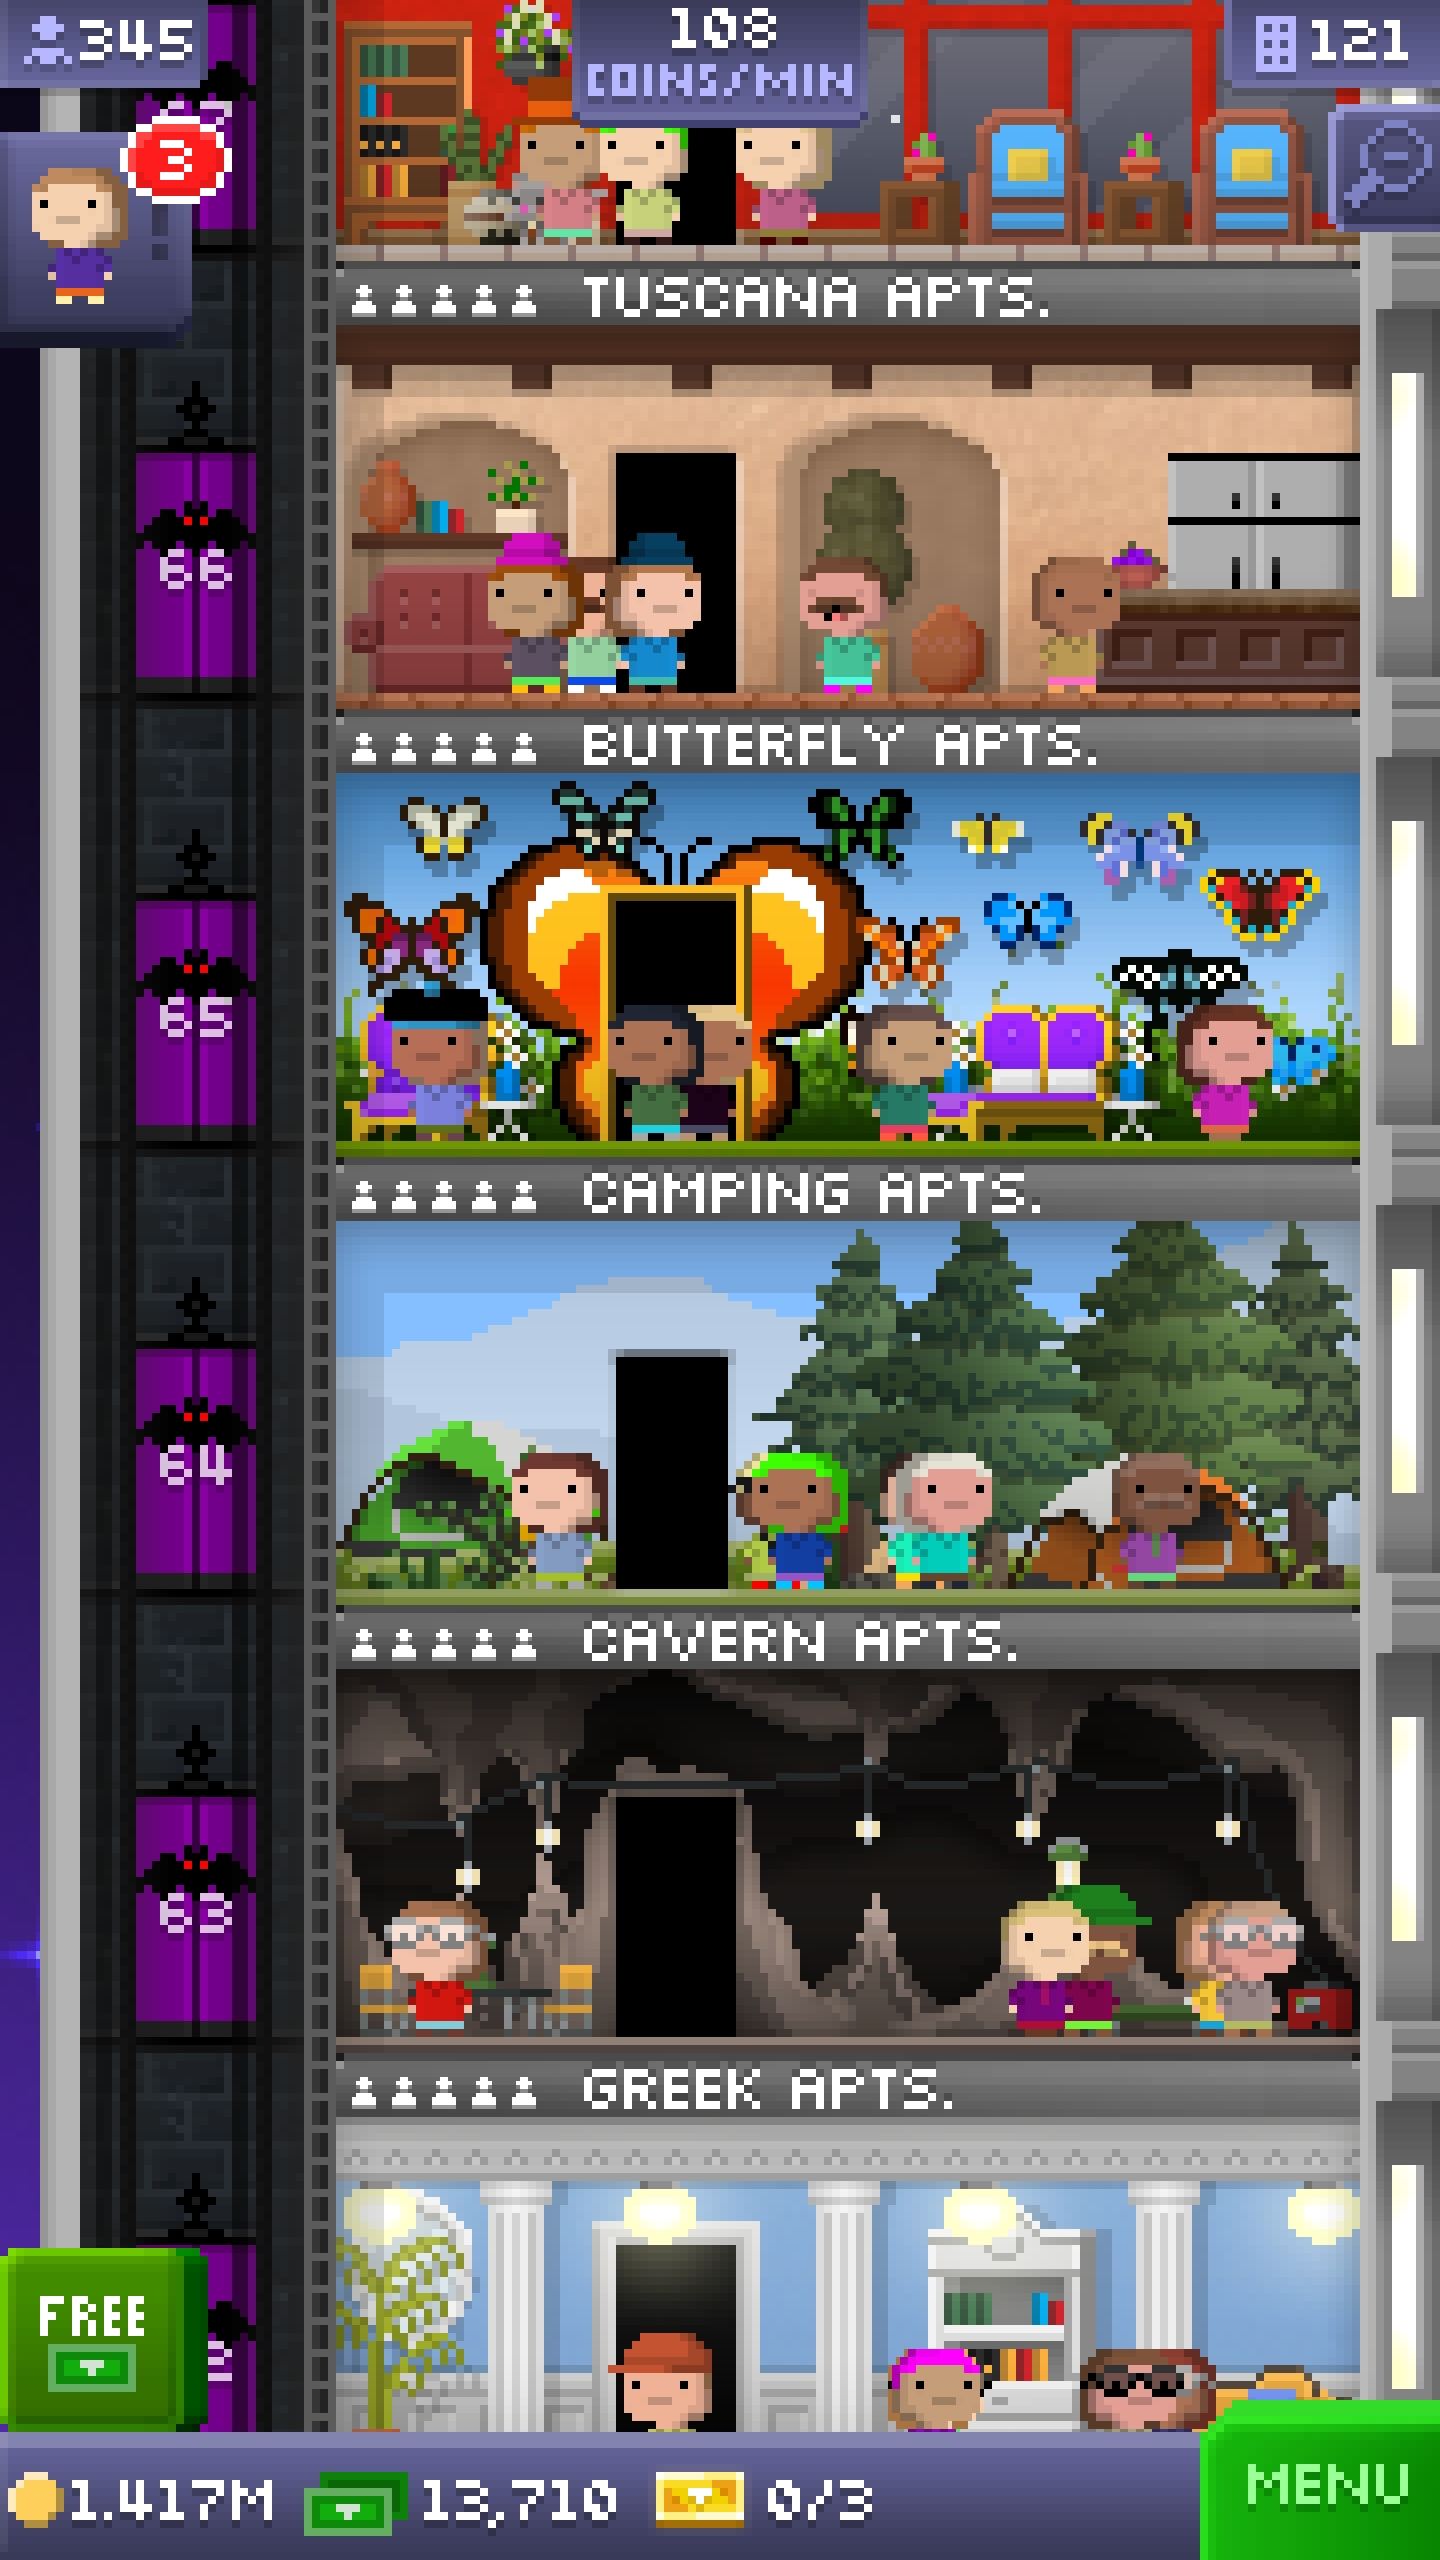 345
108
COINS/MIN
121
3
TUSCANA APTS.
66
BUTTERFLY APTS.
65
CAMPING APTS.
64
CAVERN APTS.
63
GREEK APTS.
FREE
1.417M
13,710
0/3
MENU